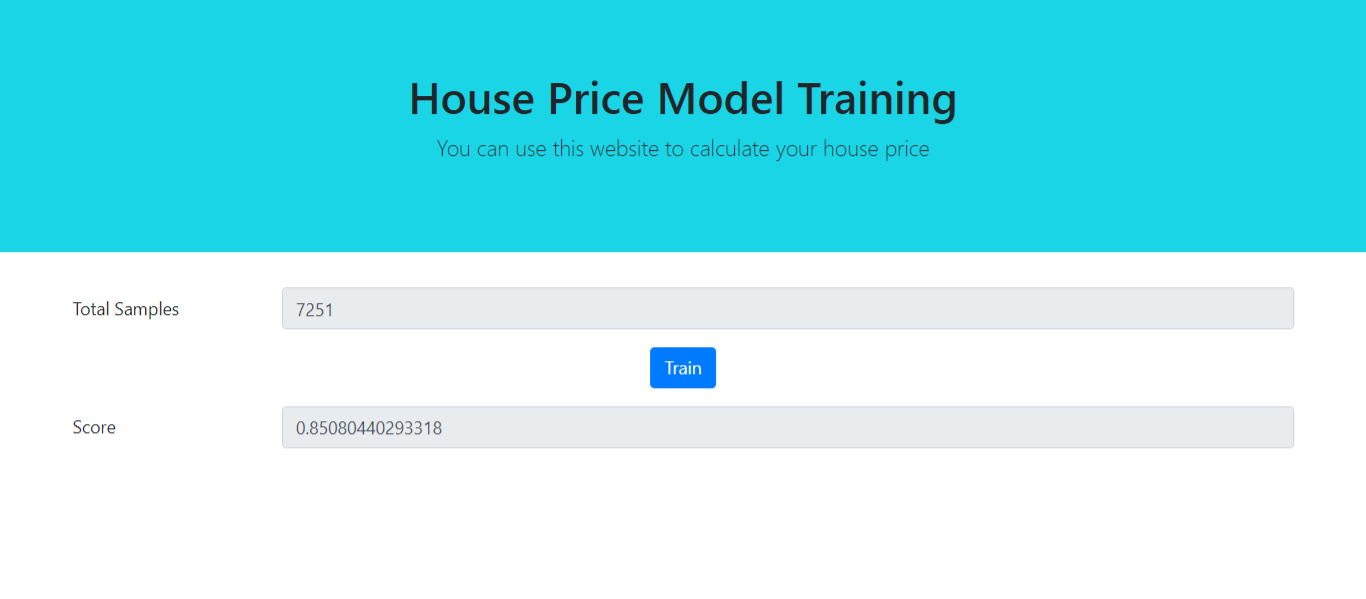 House Price Model Training
You can use this website to calculate your house price
Total Samples
7251
Train
Score
0.85080440293318